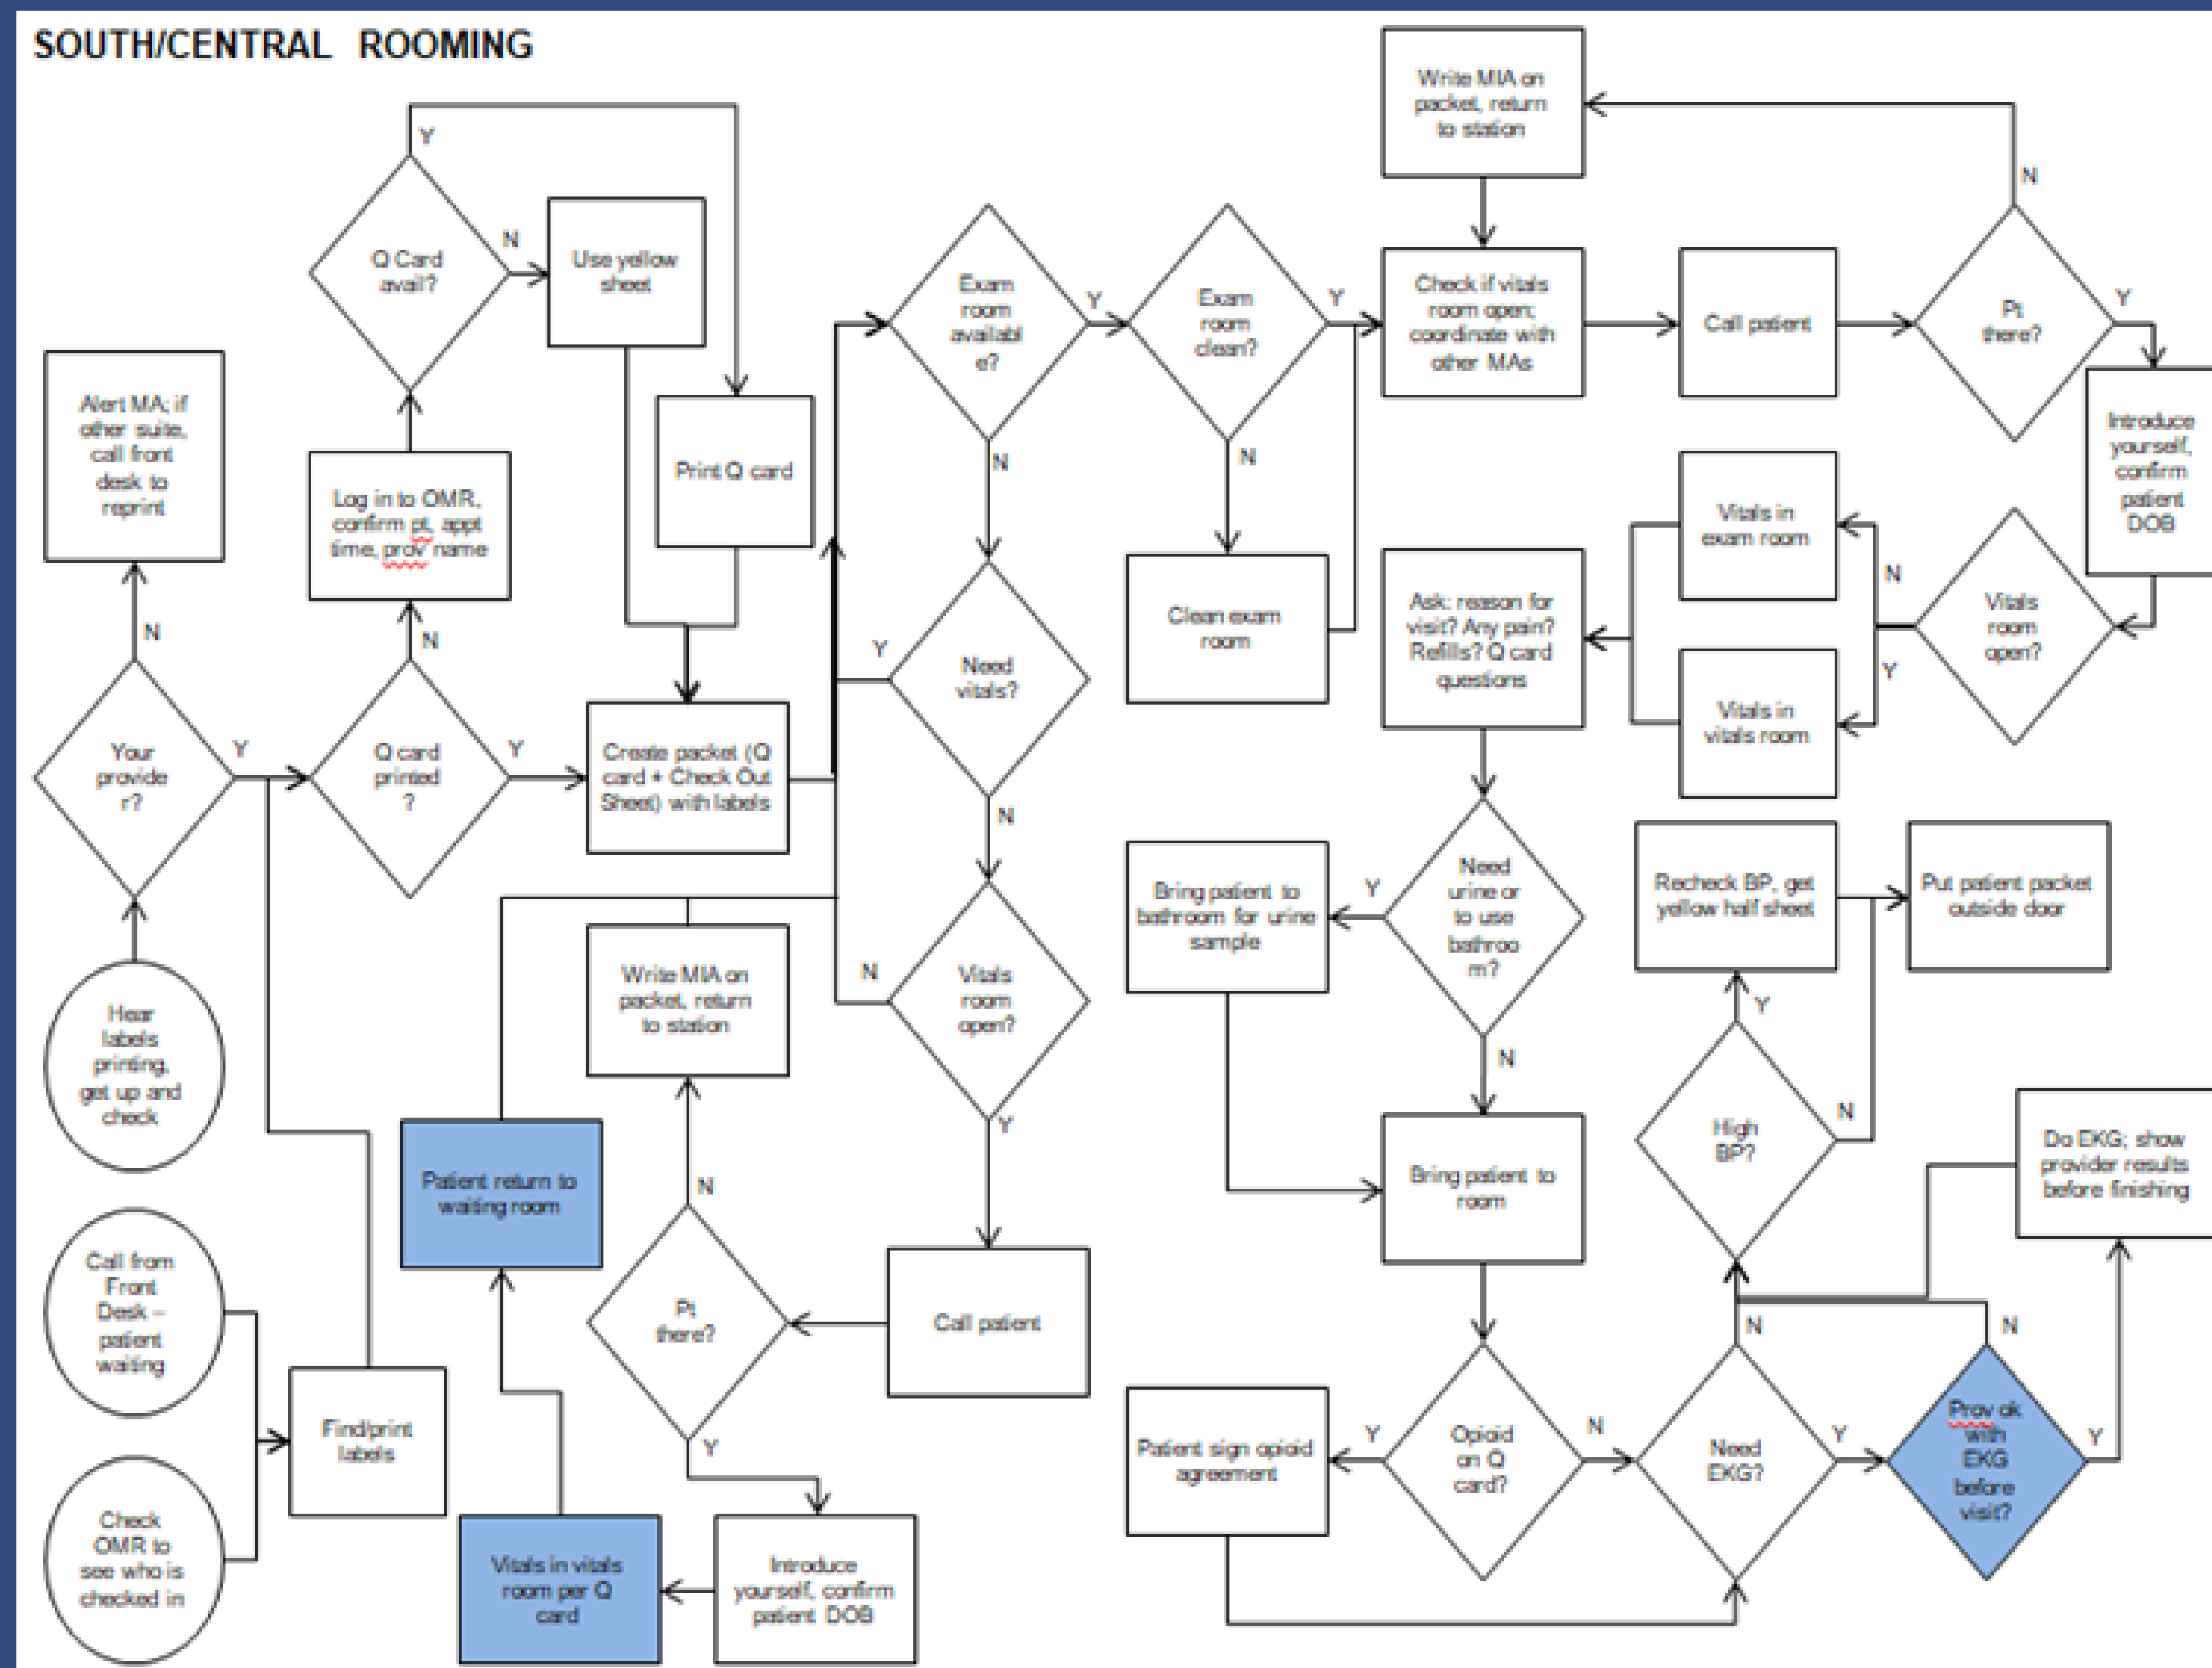 SOUTH/CENTRAL ROOMING
Alert MA; if
other suite,
call front
desk to
reprint
N
Your
provide
r?
Y
Hear
labels
printing,
get up and
check
Call from
Front
Desk –
patient
waiting
Check
OMR to
see who is
checked in
Find/print
labels
Y
Q Card
avail?
N
Use yellow
sheet
Print Q card
Log in to OMR,
confirm pt, appt
time, prov name
N
Q card
printed
?
Y
Create packet (Q
card + Check Out
Sheet) with labels
Exam
room
availabl
e?
Y
N
Need
vitals?
Y
N
Vitals
room
open?
N
Y
Call patient
Pt
there?
N
Write MIA on
packet, return
to station
Y
Introduce
yourself, confirm
patient DOB
Vitals in vitals
room per Q
card
Patient return to
waiting room
Exam
room
clean?
Y
N
Clean exam
room
Write MIA on
packet, return
to station
Check if vitals
room open;
coordinate with
other MAs
Call patient
Pt
there?
N
Y
Introduce
yourself,
confirm
patient
DOB
Vitals
room
open?
N
Y
Vitals in
exam room
Vitals in
vitals room
Ask: reason for
visit? Any pain?
Refills? Q card
questions
Need
urine or
to use
bathroo
m?
Y
Bring patient to
bathroom for urine
sample
N
Bring patient to
room
Opioid
on Q
card?
Y
Patient sign opioid
agreement
N
Need
EKG?
N
Y
Prov ok
with
EKG
before
visit?
N
Y
Do EKG; show
provider results
before finishing
High
BP?
N
Y
Recheck BP, get
yellow half sheet
Put patient packet
outside door